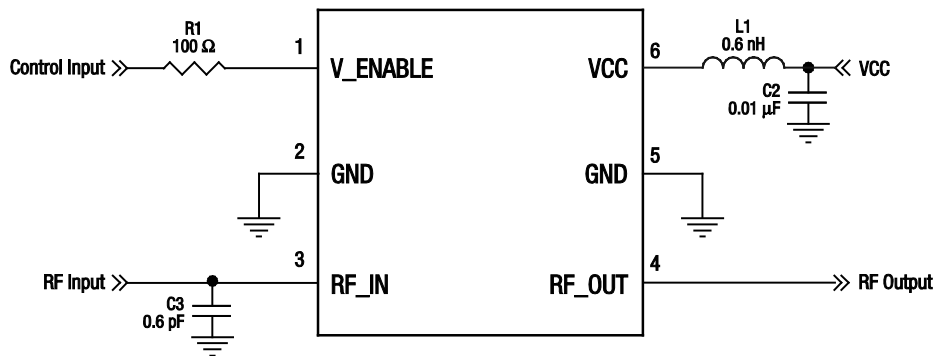 R1
100 Ω
Control Input
1
V_ENABLE
2
GND
3
RF_IN
RF Input
C3
0.6 pF
L1
0.6 nH
6
VCC
VCC
C2
0.01 μF
5
GND
4
RF_OUT
RF Output